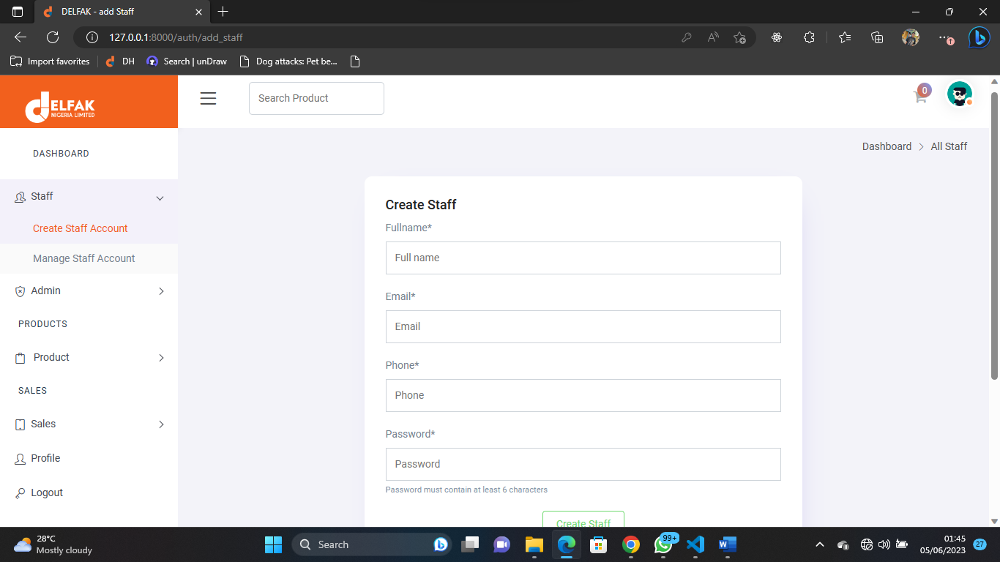 DELFAK - add Staff
127.0.0.1:8000/auth/add_staff
Import favorites
DH
Search | unDraw
Dog attacks: Pet be...
dELFAK
NIGERIA LIMITED
Search Product
0
DASHBOARD
Dashboard > All Staff
Staff
Create Staff Account
Manage Staff Account
Admin
PRODUCTS
Product
SALES
Sales
Profile
Logout
Create Staff
Fullname*
Full name
Email*
Email
Phone*
Phone
Password*
Password
Password must contain at least 6 characters
Create Staff
28°C
Mostly cloudy
Search
99+
01:45
05/06/2023
27